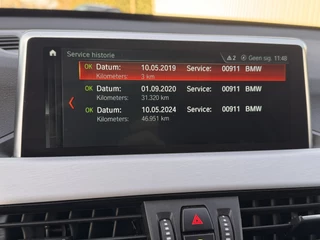 Service historie
2 Geen sig. 11:48
OK Datum: 10.05.2019 Service: 00911 BMW
Kilometers: 3 km
OK Datum: 01.09.2020 Service: 00911 BMW
Kilometers: 31.320 km
OK Datum: 10.05.2024 Service: 00911 BMW
Kilometers: 46.951 km